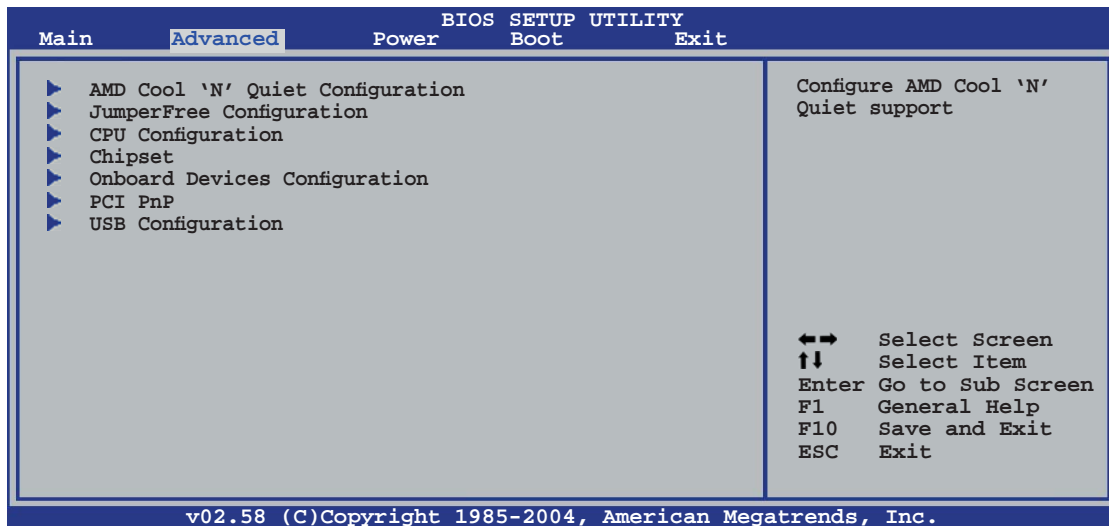 BIOS SETUP UTILITY
Main Advanced Power Boot Exit
AMD Cool ‘N’ Quiet Configuration
JumperFree Configuration
CPU Configuration
Chipset
Onboard Devices Configuration
PCI PnP
USB Configuration
Configure AMD Cool ‘N’
Quiet support
Select Screen
Select Item
Enter Go to Sub Screen
F1 General Help
F10 Save and Exit
ESC Exit
v02.58 (C)Copyright 1985-2004, American Megatrends, Inc.